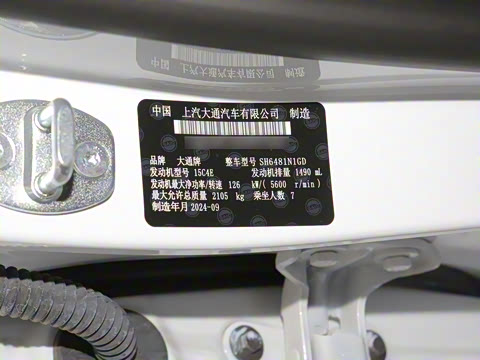 中国 上汽大通汽车有限公司 制造
品牌 大通牌 整车型号 SH6481N1GD
发动机型号 15C4E 发动机排量 1490 mL
发动机最大净功率/转速 126 kW/( 5600 r/min)
最大允许总质量 2105 kg 乘坐人数 7
制造年月 2024-09